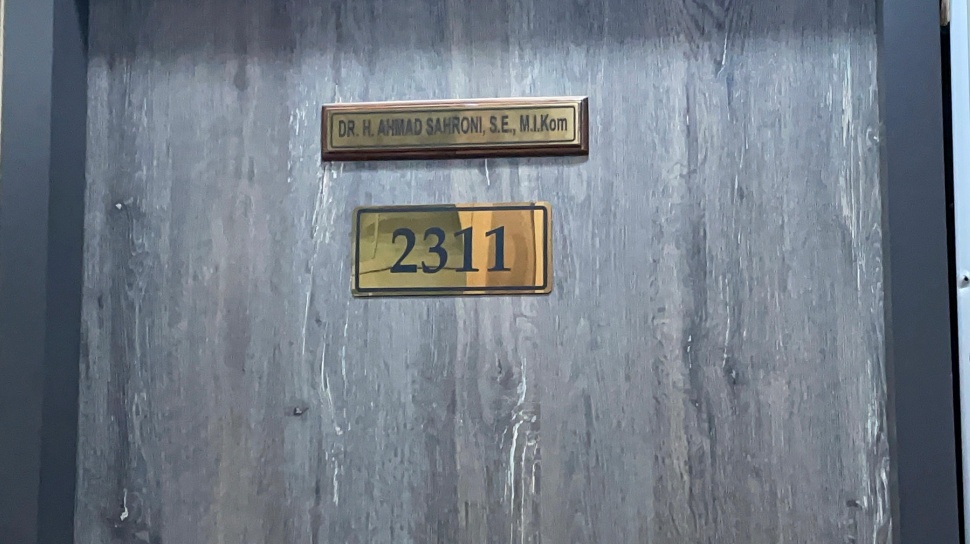 DR. H. AHMAD SAHRONI, S.E., M.I.Kom
2311